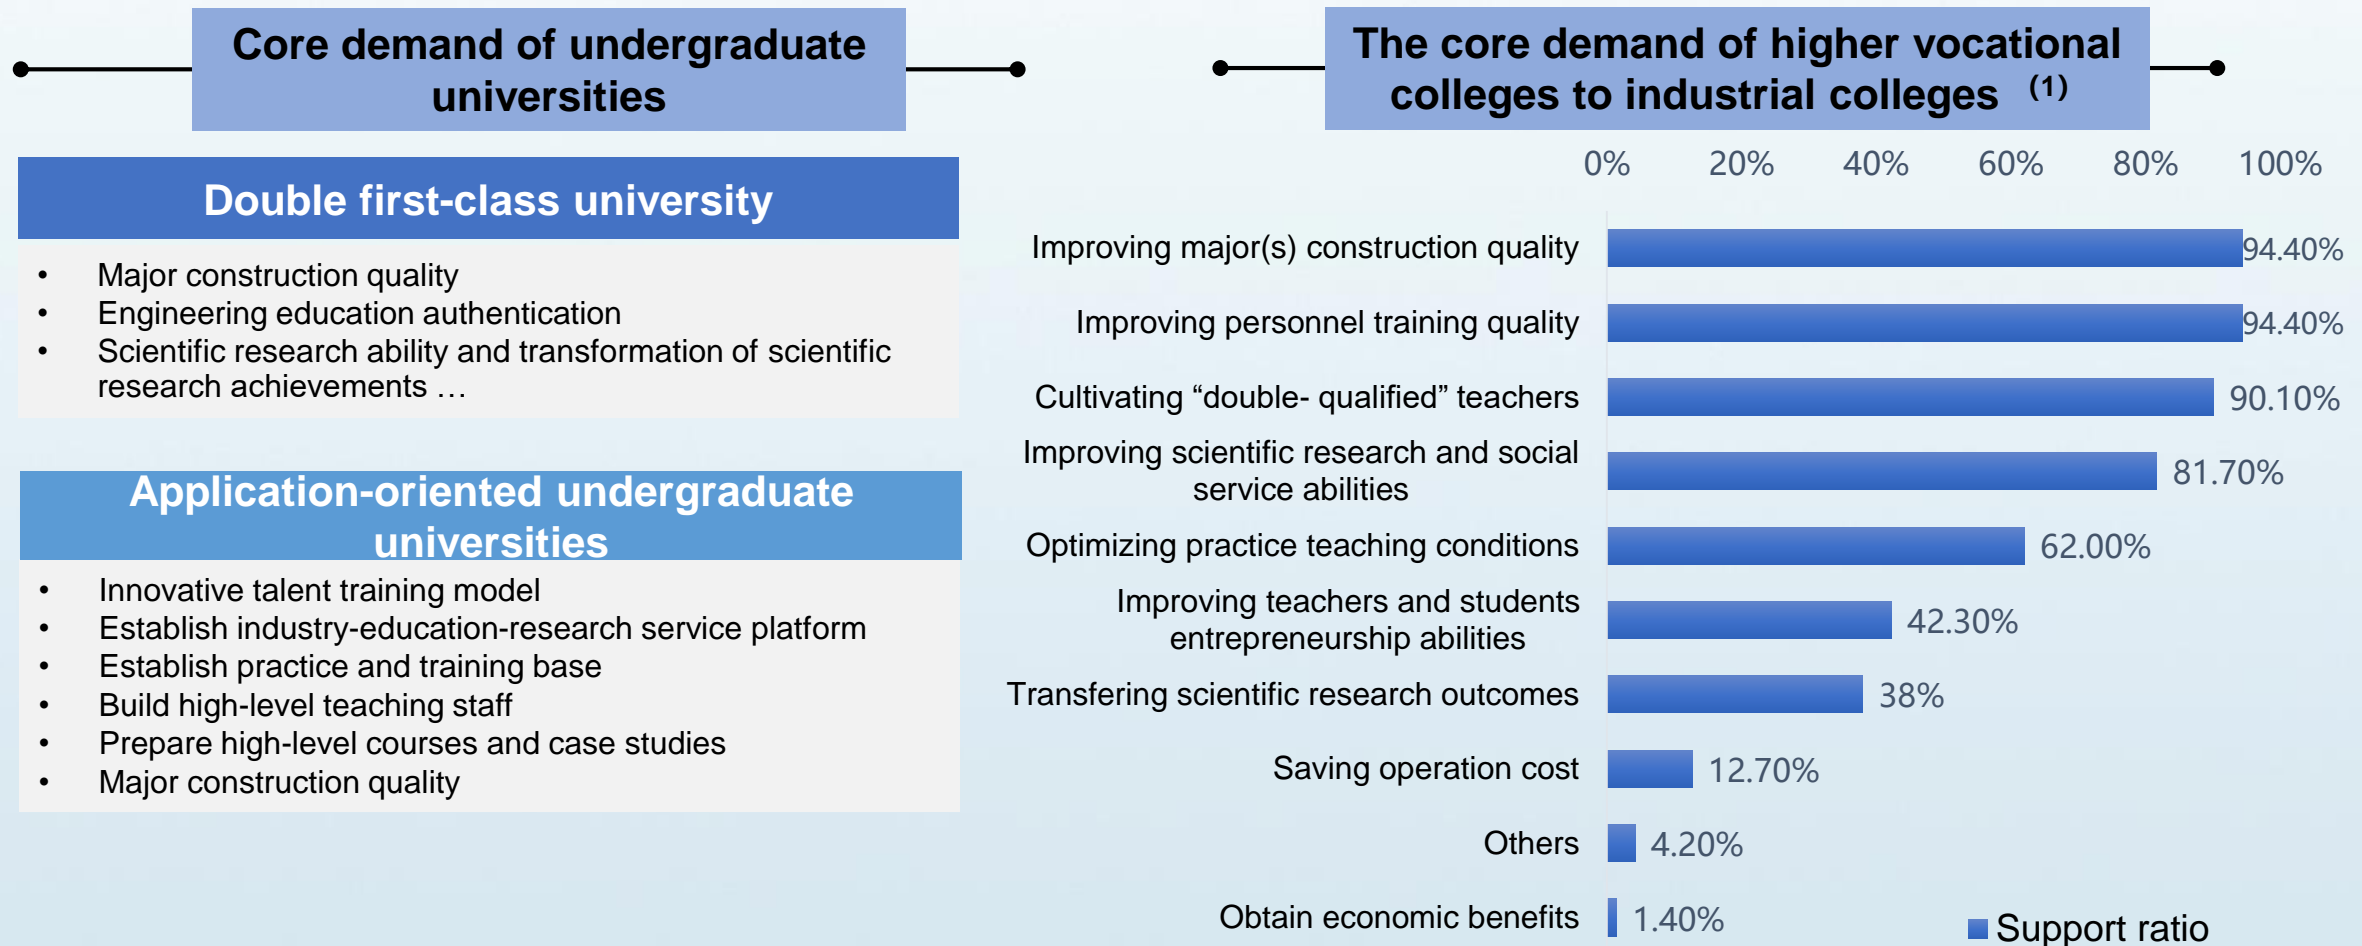 Core demand of undergraduate
universities
Double first-class university
• Major construction quality
• Engineering education authentication
• Scientific research ability and transformation of scientific
research achievements …
Application-oriented undergraduate
universities
• Innovative talent training model
• Establish industry-education-research service platform
• Establish practice and training base
• Build high-level teaching staff
• Prepare high-level courses and case studies
• Major construction quality
The core demand of higher vocational
colleges to industrial colleges (1)
0% 20% 40% 60% 80% 100%
Improving major(s) construction quality 94.40%
Improving personnel training quality 94.40%
Cultivating “double- qualified” teachers 90.10%
Improving scientific research and social
service abilities 81.70%
Optimizing practice teaching conditions 62.00%
Improving teachers and students
entrepreneurship abilities 42.30%
Transfering scientific research outcomes 38%
Saving operation cost 12.70%
Others 4.20%
Obtain economic benefits 1.40%
Support ratio